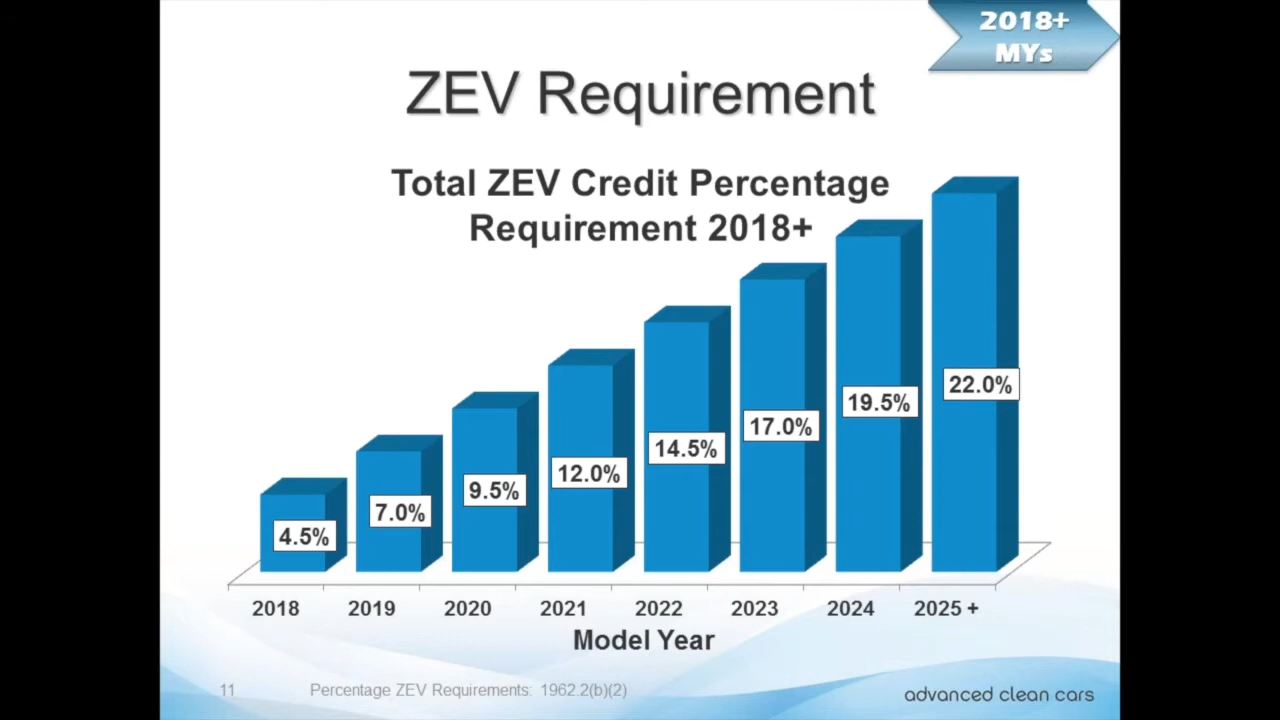 2018+
MYs
ZEV Requirement
Total ZEV Credit Percentage
Requirement 2018+
4.5%
7.0%
9.5%
12.0%
14.5%
17.0%
19.5%
22.0%
2018 2019 2020 2021 2022 2023 2024 2025 +
Model Year
11 Percentage ZEV Requirements: 1962.2(b)(2) advanced clean cars